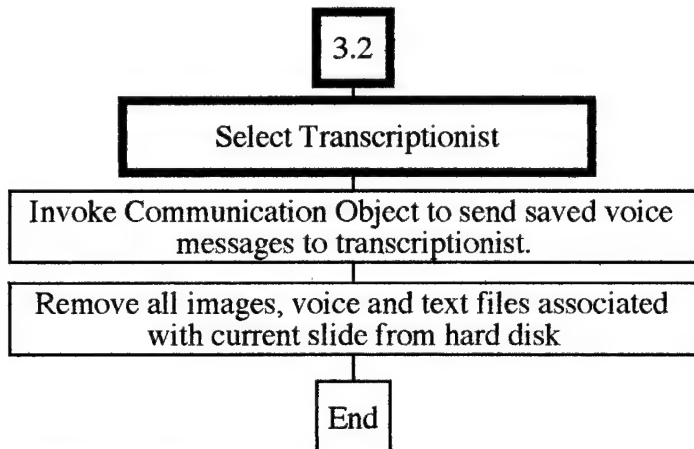 3.2
Select Transcriptionist
Invoke Communication Object to send saved voice
messages to transcriptionist.
Remove all images, voice and text files associated
with current slide from hard disk
End